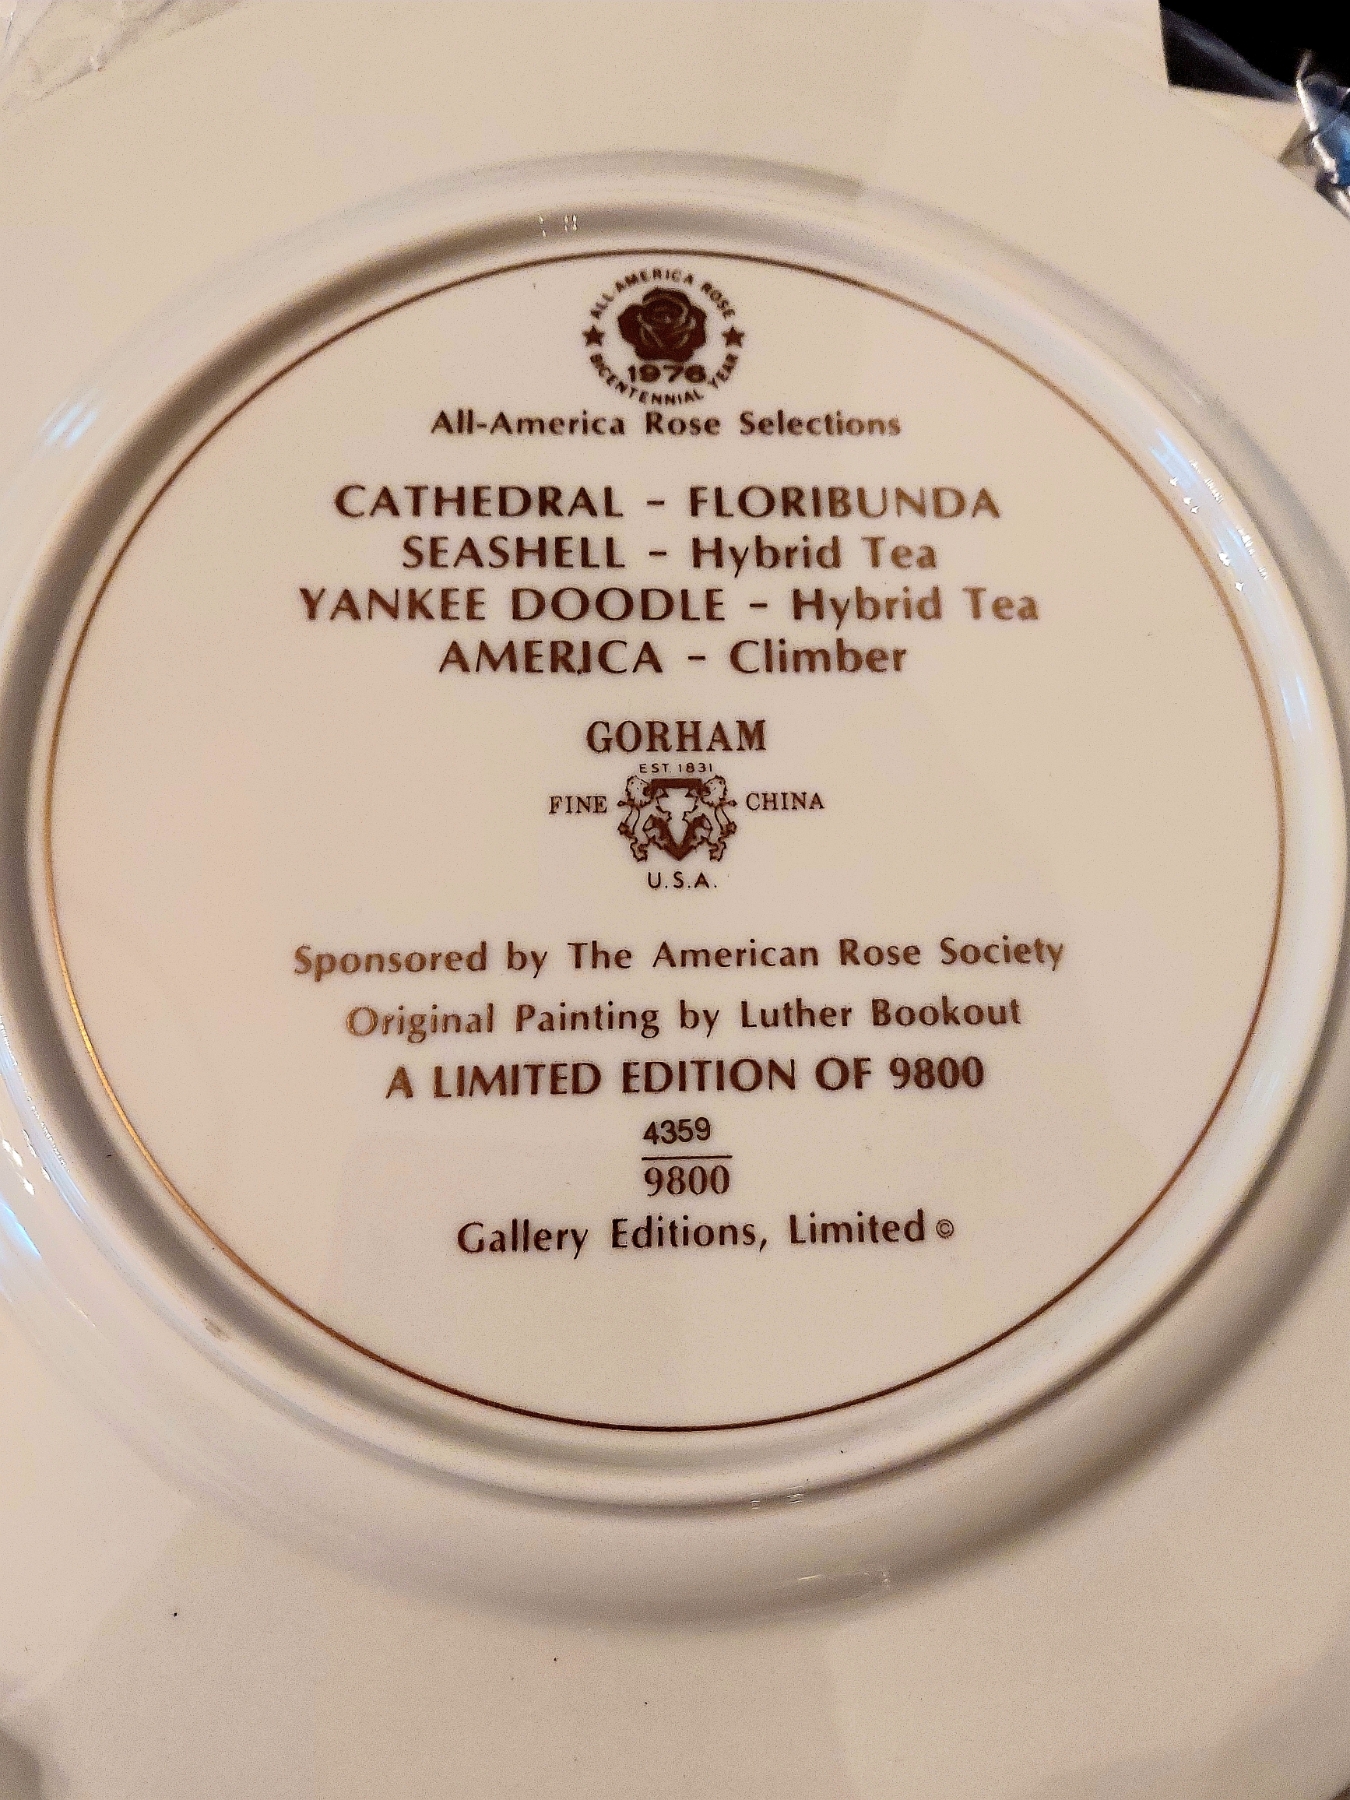 ALL-AMERICA ROSE
1976
BICENTENNIAL YEAR
All-America Rose Selections
CATHEDRAL - FLORIBUNDA
SEASHELL - Hybrid Tea
YANKEE DOODLE - Hybrid Tea
AMERICA - Climber
GORHAM
EST 1831
FINE CHINA
U.S.A.
Sponsored by The American Rose Society
Original Painting by Luther Bookout
A LIMITED EDITION OF 9800
4359
9800
Gallery Editions, Limited ©